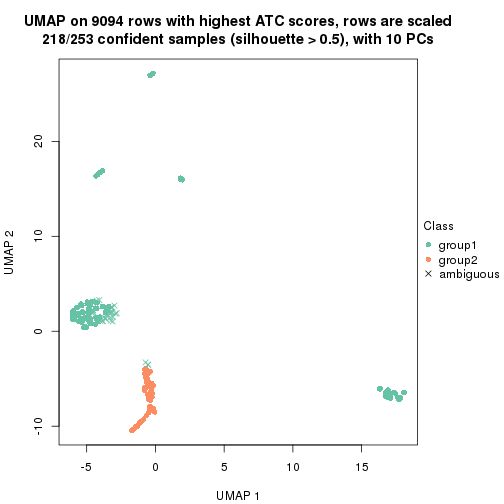 UMAP on 9094 rows with highest ATC scores, rows are scaled
218/253 confident samples (silhouette > 0.5), with 10 PCs
20
10
0
-10
UMAP 2
-5
0
5
10
15
UMAP 1
Class
group1
group2
ambiguous